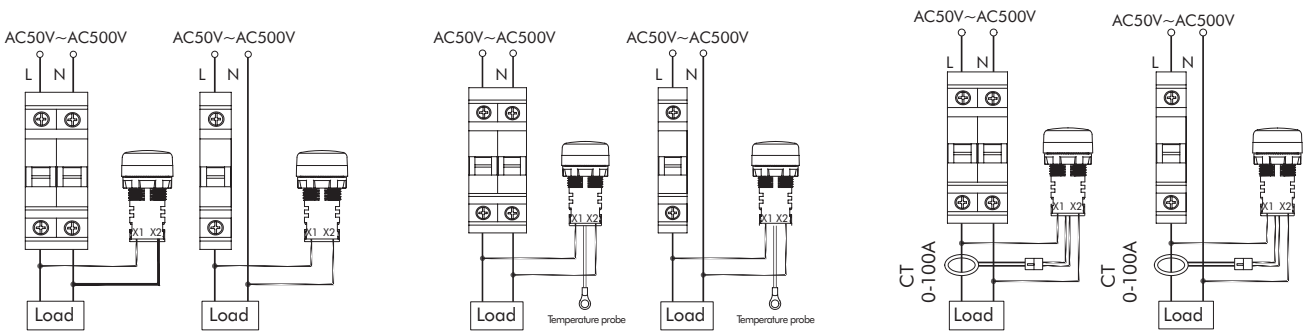 AC50V~AC500V
L N
X1 X2
Load
AC50V~AC500V
L N
X1 X2
Load
AC50V~AC500V
N
X1 X2
Load
Temperature probe
AC50V~AC500V
L N
X1 X2
Load
Temperature probe
AC50V~AC500V
L N
X1 X2
CT
0-100A
Load
AC50V~AC500V
L N
X1 X2
CT
0-100A
Load